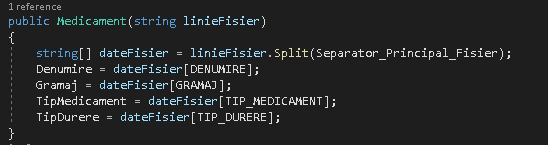 1 reference
public Medicament(string linieFisier)
{
string[] dateFisier = linieFisier.Split(Separator_Principal_Fisier);
Denumire = dateFisier[DENUMIRE];
Gramaj = dateFisier[GRAMAJ];
TipMedicament = dateFisier[TIP_MEDICAMENT];
TipDurere = dateFisier[TIP_DURERE];
}